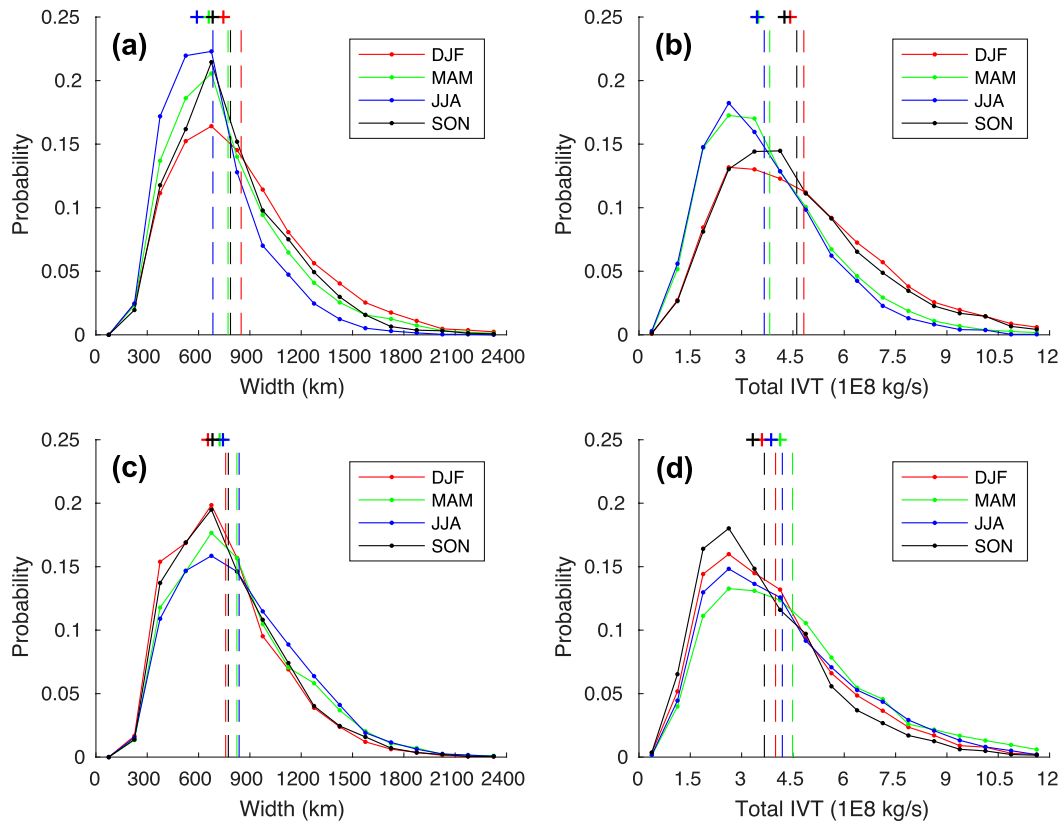 (a)
DJF
MAM
JJA
SON
Probability
0.25
0.2
0.15
0.1
0.05
0
0 300 600 900 1200 1500 1800 2100 2400
Width (km)
(b)
DJF
MAM
JJA
SON
Probability
0.25
0.2
0.15
0.1
0.05
0
0 1.5 3 4.5 6 7.5 9 10.5 12
Total IVT (1E8 kg/s)
(c)
DJF
MAM
JJA
SON
Probability
0.25
0.2
0.15
0.1
0.05
0
0 300 600 900 1200 1500 1800 2100 2400
Width (km)
(d)
DJF
MAM
JJA
SON
Probability
0.25
0.2
0.15
0.1
0.05
0
0 1.5 3 4.5 6 7.5 9 10.5 12
Total IVT (1E8 kg/s)